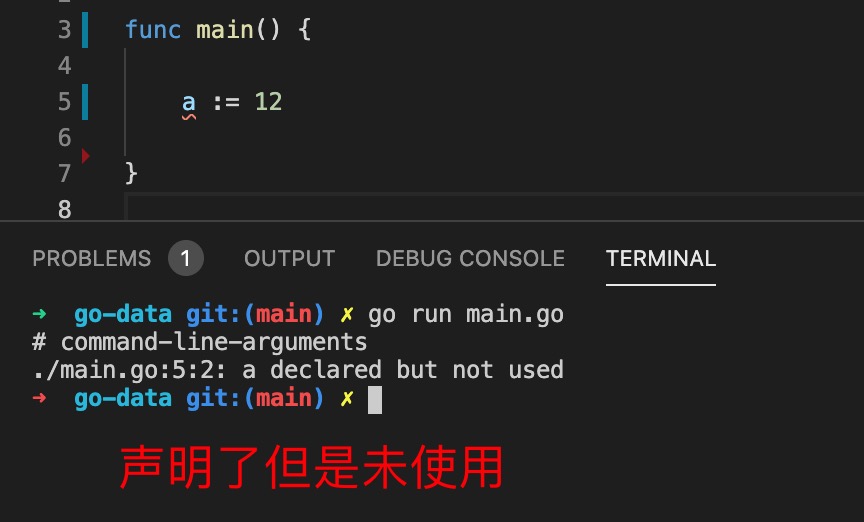 3 func main() {
4
5 a := 12
6
7 }
8
PROBLEMS 1 OUTPUT DEBUG CONSOLE TERMINAL
➜ go-data git:(main) ✗ go run main.go
# command-line-arguments
./main.go:5:2: a declared but not used
➜ go-data git:(main) ✗
声明了但是未使用